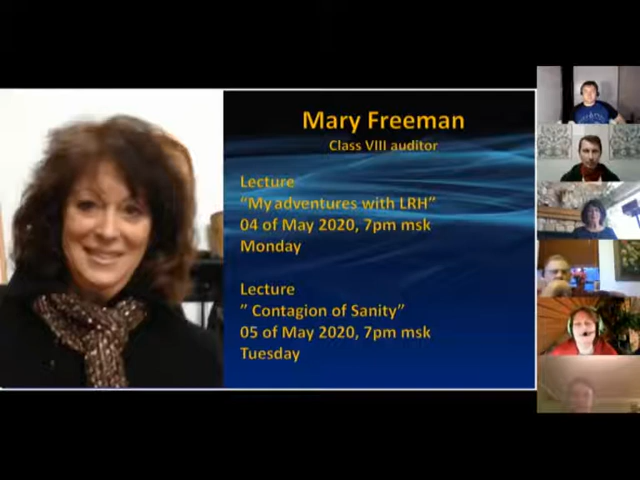 Mary Freeman
Class VIII auditor
Lecture
“My adventures with LRH”
04 of May 2020, 7pm msk
Monday
Lecture
” Contagion of Sanity”
05 of May 2020, 7pm msk
Tuesday